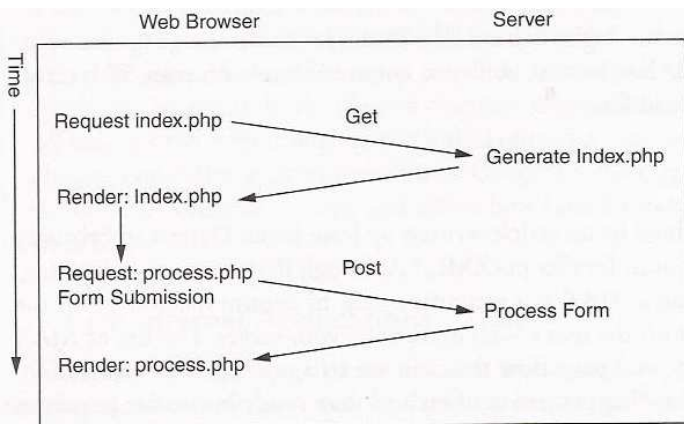 Web Browser
Server
Time
Request index.php
Get
Generate Index.php
Render: Index.php
Request: process.php
Form Submission
Post
Process Form
Render: process.php